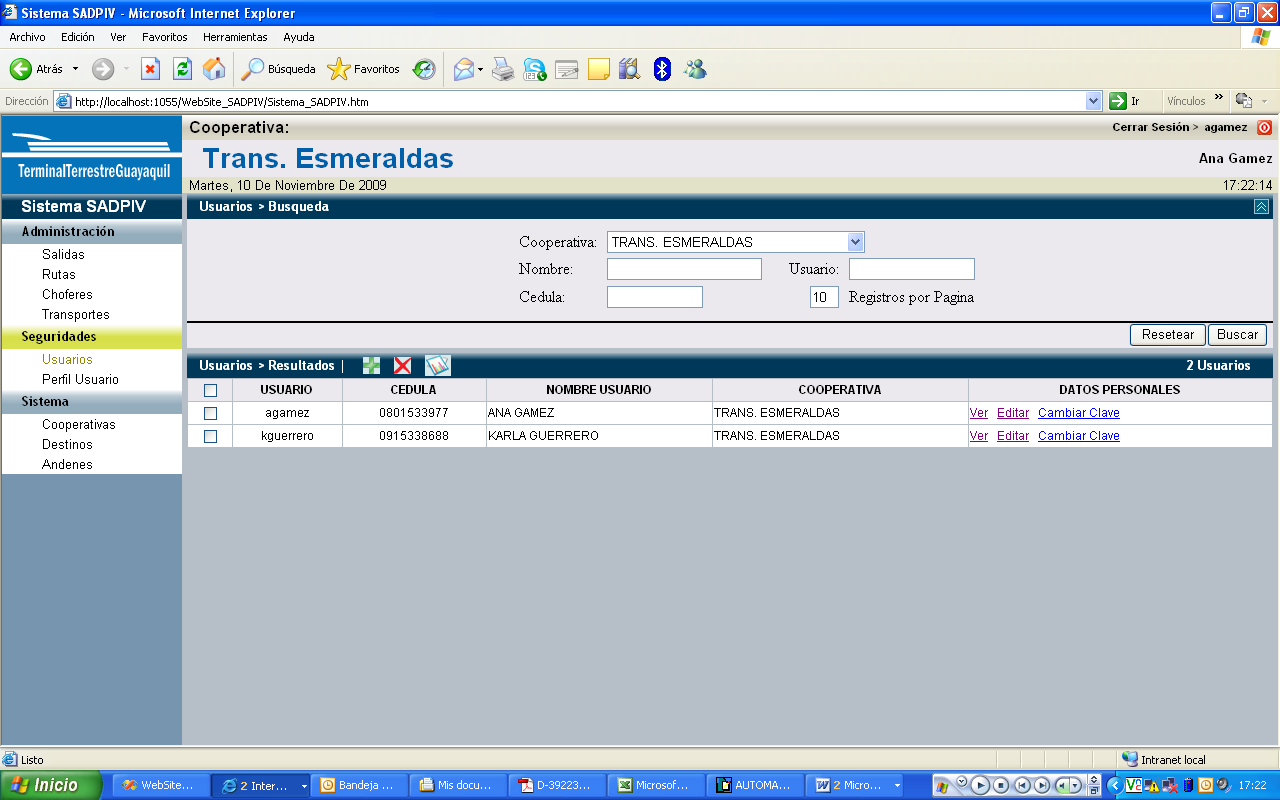 Sistema SADPIV - Microsoft Internet Explorer
Archivo Edición Ver Favoritos Herramientas Ayuda
Atrás Búsqueda Favoritos
Dirección http://localhost:1055/WebSite_SADPIV/Sistema_SADPIV.htm Ir Vínculos »
TerminalTerrestreGuayaquil
Cooperativa: Cerrar Sesión > agamez
Trans. Esmeraldas Ana Gamez
Martes, 10 De Noviembre De 2009 17:22:14
Sistema SADPIV
Administración
Salidas
Rutas
Choferes
Transportes
Seguridades
Usuarios
Perfil Usuario
Sistema
Cooperativas
Destinos
Andenes
Usuarios > Busqueda
Cooperativa: TRANS. ESMERALDAS
Nombre: Usuario:
Cedula: 10 Registros por Pagina
Resetear Buscar
Usuarios > Resultados | 2 Usuarios
USUARIO CEDULA NOMBRE USUARIO COOPERATIVA DATOS PERSONALES
agamez 0801533977 ANA GAMEZ TRANS. ESMERALDAS Ver Editar Cambiar Clave
kguerrero 0915338688 KARLA GUERRERO TRANS. ESMERALDAS Ver Editar Cambiar Clave
Listo Intranet local
Inicio WebSite... 2 Inter... Bandeja ... Mis docu... D-39223... Microsof... AUTOMA... 2 Micro... 17:22